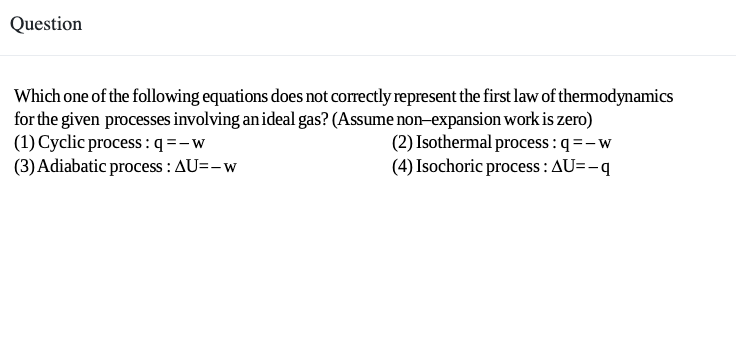 Question
Which one of the following equations does not correctly represent the first law of thermodynamics
for the given processes involving an ideal gas? (Assume non–expansion work is zero)
(1) Cyclic process : q = – w (2) Isothermal process : q = – w
(3) Adiabatic process : ΔU= – w (4) Isochoric process : ΔU= – q